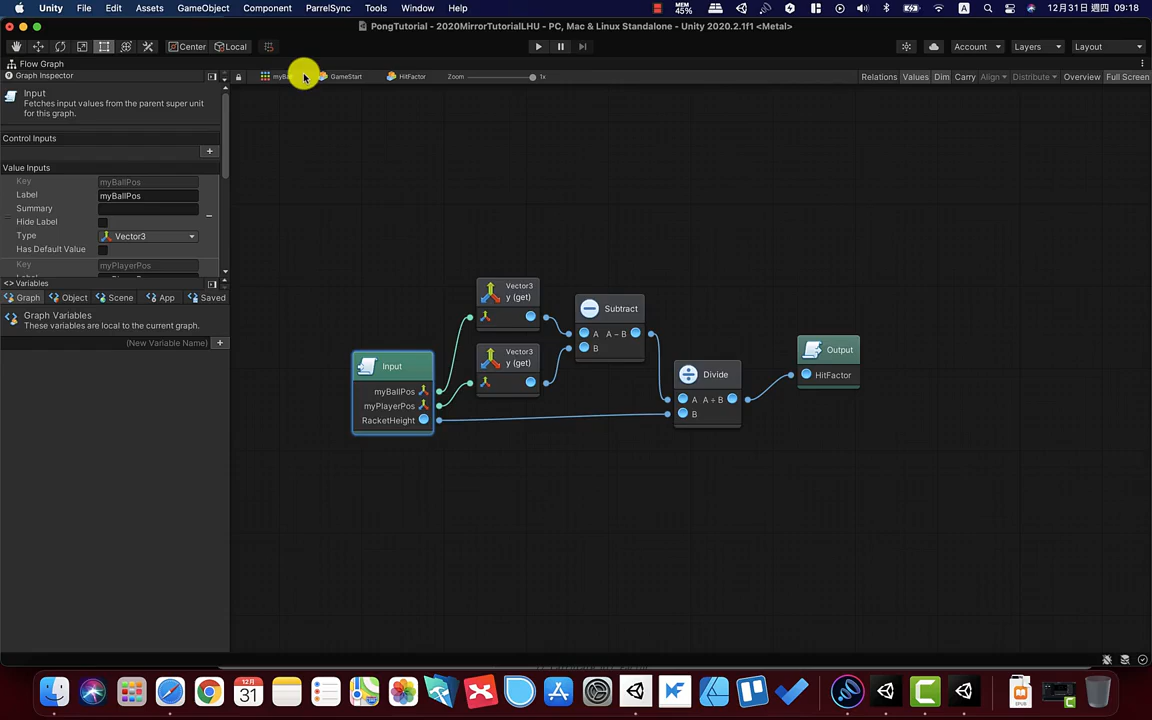 Unity File Edit Assets GameObject Component ParrelSync Tools Window Help MEM 45% A 12月31日 週四 09:18
PongTutorial - 2020MirrorTutorialLHU - PC, Mac & Linux Standalone - Unity 2020.2.1f1 <Metal>
Center Local Account Layers Layout
Flow Graph
Graph Inspector
GameStart HitFactor Zoom 1x Relations Values Dim Carry Align Distribute Overview Full Screen
Input
Fetches input values from the parent super unit
for this graph.
Control Inputs
+
Value Inputs
Key myBallPos
Label myBallPos
Summary
Hide Label
Type Vector3
Has Default Value
Key myPlayerPos
<> Variables
Graph Object Scene App Saved
Graph Variables
These variables are local to the current graph.
(New Variable Name) +
Vector3
y (get)
Subtract
A A − B
B
Vector3
y (get)
Input
myBallPos
myPlayerPos
RacketHeight
Divide
A A ÷ B
B
Output
HitFactor
31
EPUB